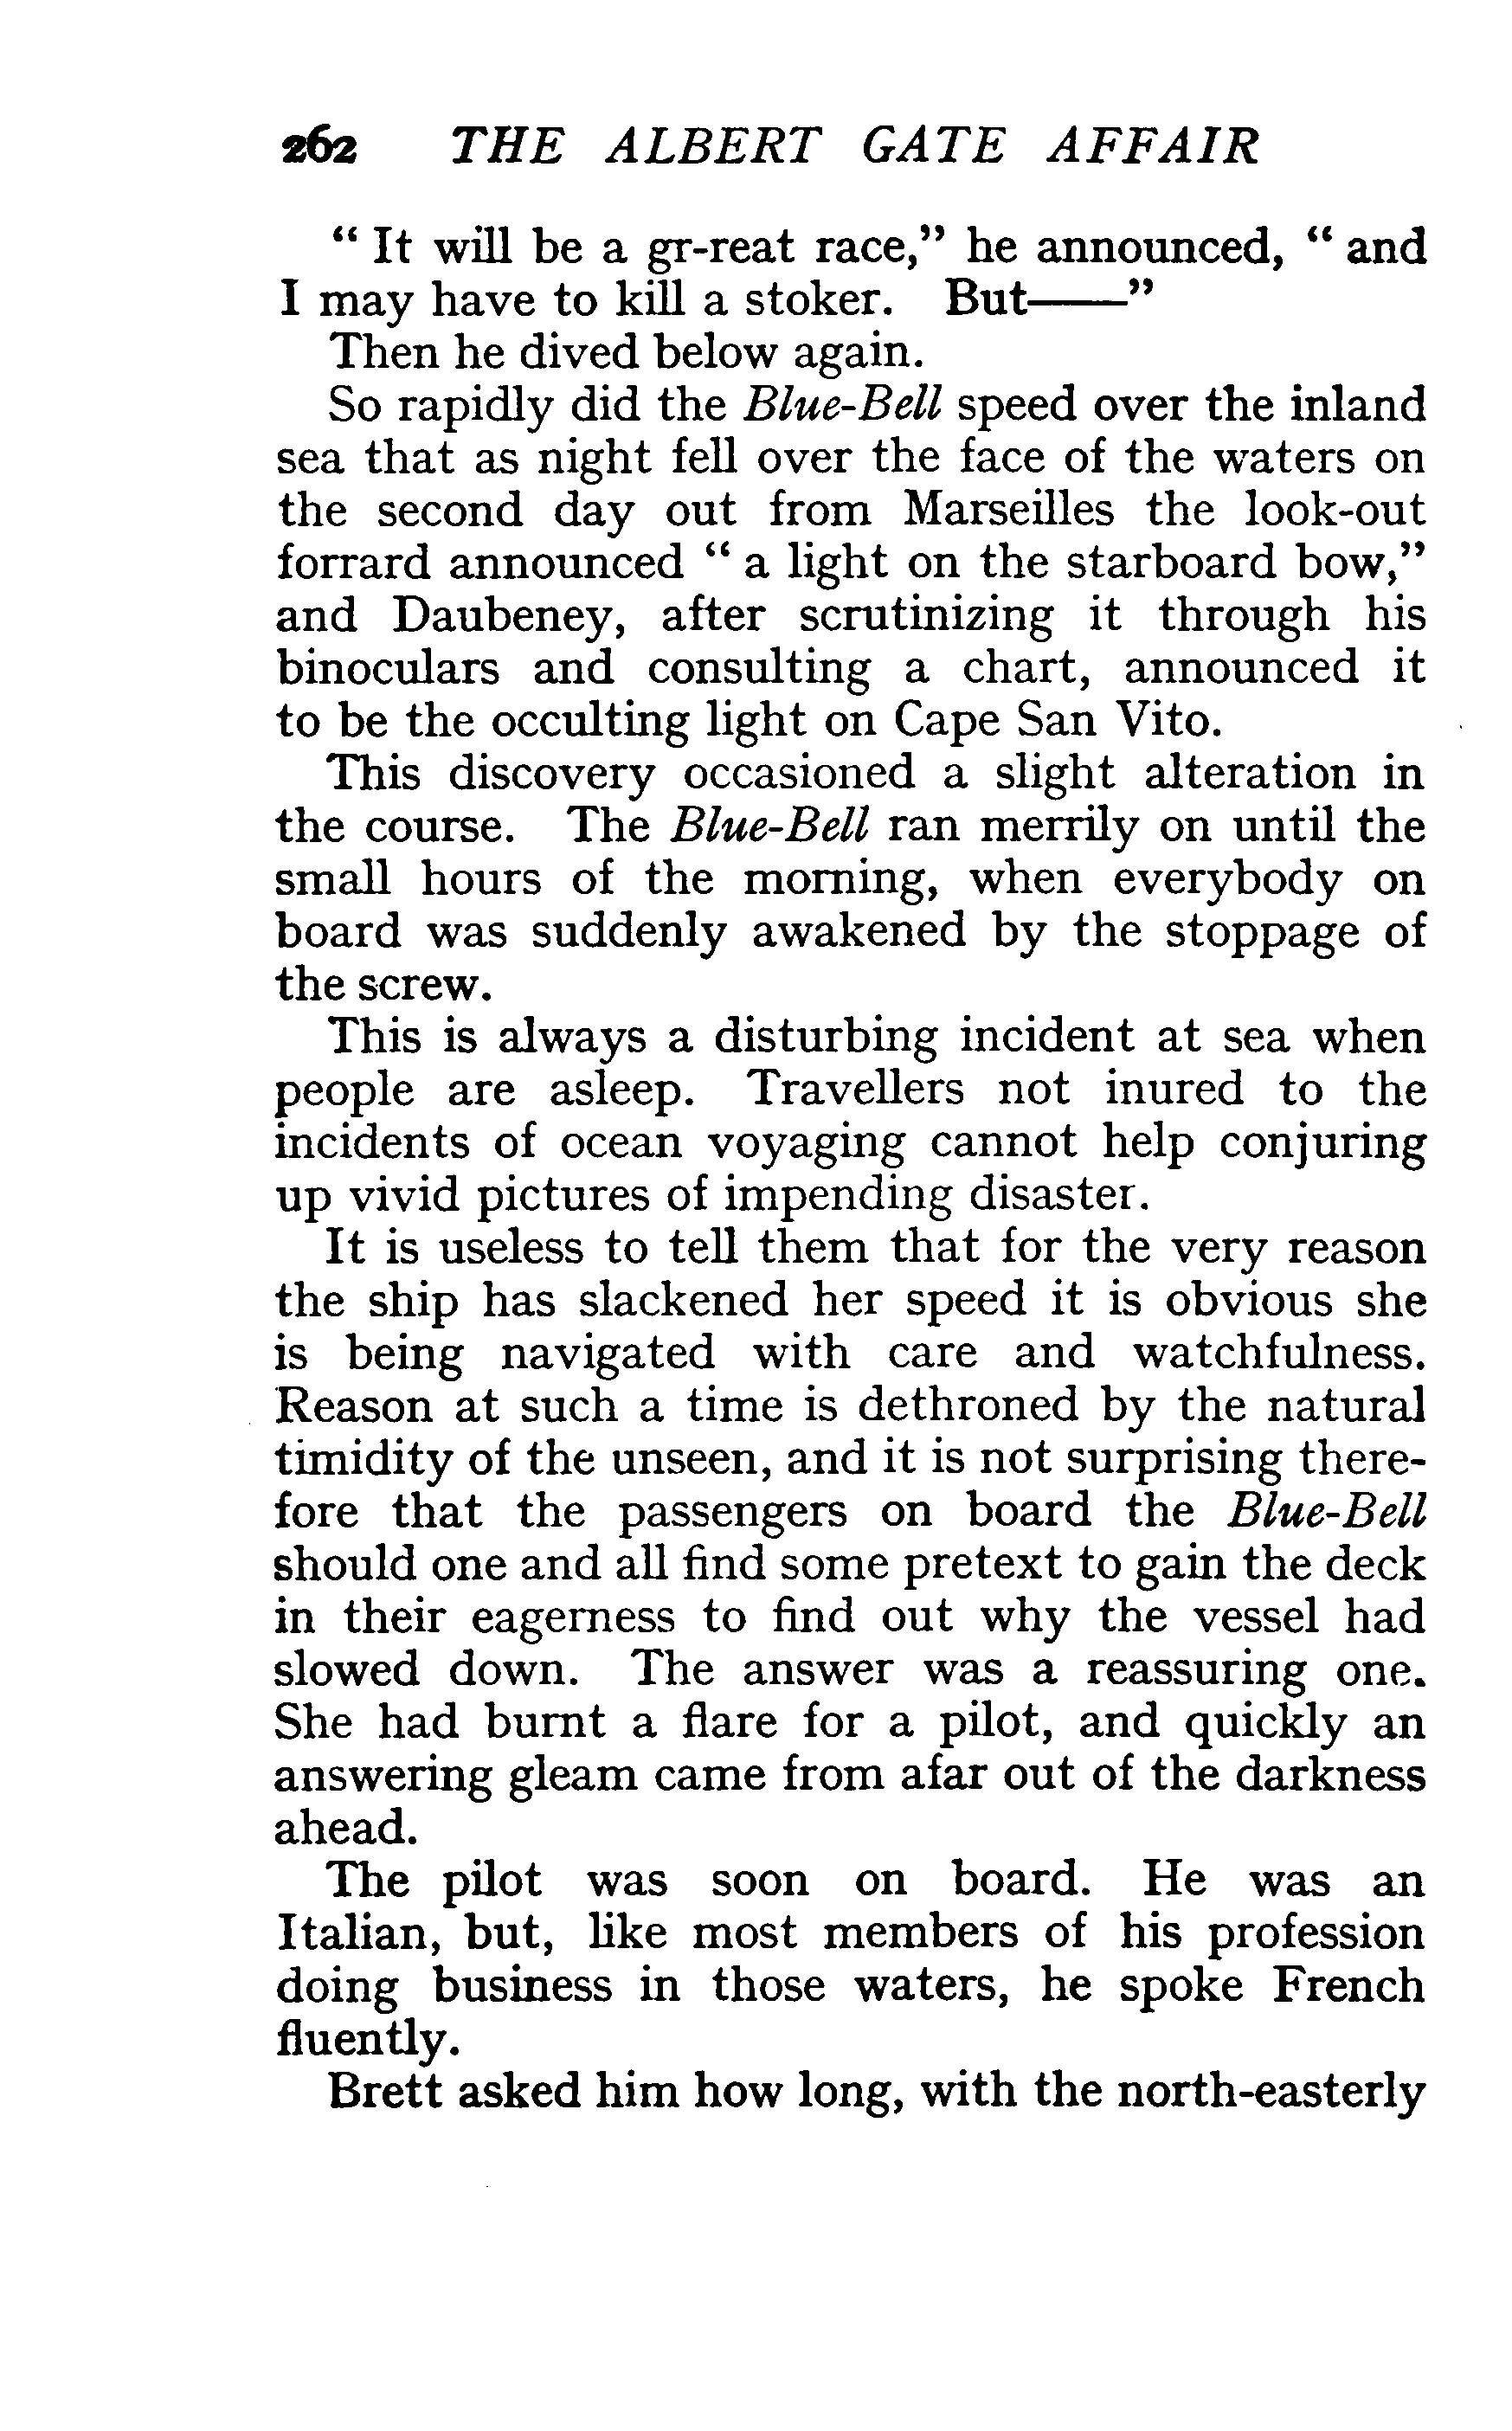 262 THE ALBERT GATE AFFAIR
“ It will be a gr-reat race,” he announced, “ and
I may have to kill a stoker. But——”
Then he dived below again.
So rapidly did the Blue-Bell speed over the inland
sea that as night fell over the face of the waters on
the second day out from Marseilles the look-out
forrard announced “ a light on the starboard bow,”
and Daubeney, after scrutinizing it through his
binoculars and consulting a chart, announced it
to be the occulting light on Cape San Vito.
This discovery occasioned a slight alteration in
the course. The Blue-Bell ran merrily on until the
small hours of the morning, when everybody on
board was suddenly awakened by the stoppage of
the screw.
This is always a disturbing incident at sea when
people are asleep. Travellers not inured to the
incidents of ocean voyaging cannot help conjuring
up vivid pictures of impending disaster.
It is useless to tell them that for the very reason
the ship has slackened her speed it is obvious she
is being navigated with care and watchfulness.
Reason at such a time is dethroned by the natural
timidity of the unseen, and it is not surprising there-
fore that the passengers on board the Blue-Bell
should one and all find some pretext to gain the deck
in their eagerness to find out why the vessel had
slowed down. The answer was a reassuring one.
She had burnt a flare for a pilot, and quickly an
answering gleam came from afar out of the darkness
ahead.
The pilot was soon on board. He was an
Italian, but, like most members of his profession
doing business in those waters, he spoke French
fluently.
Brett asked him how long, with the north-easterly